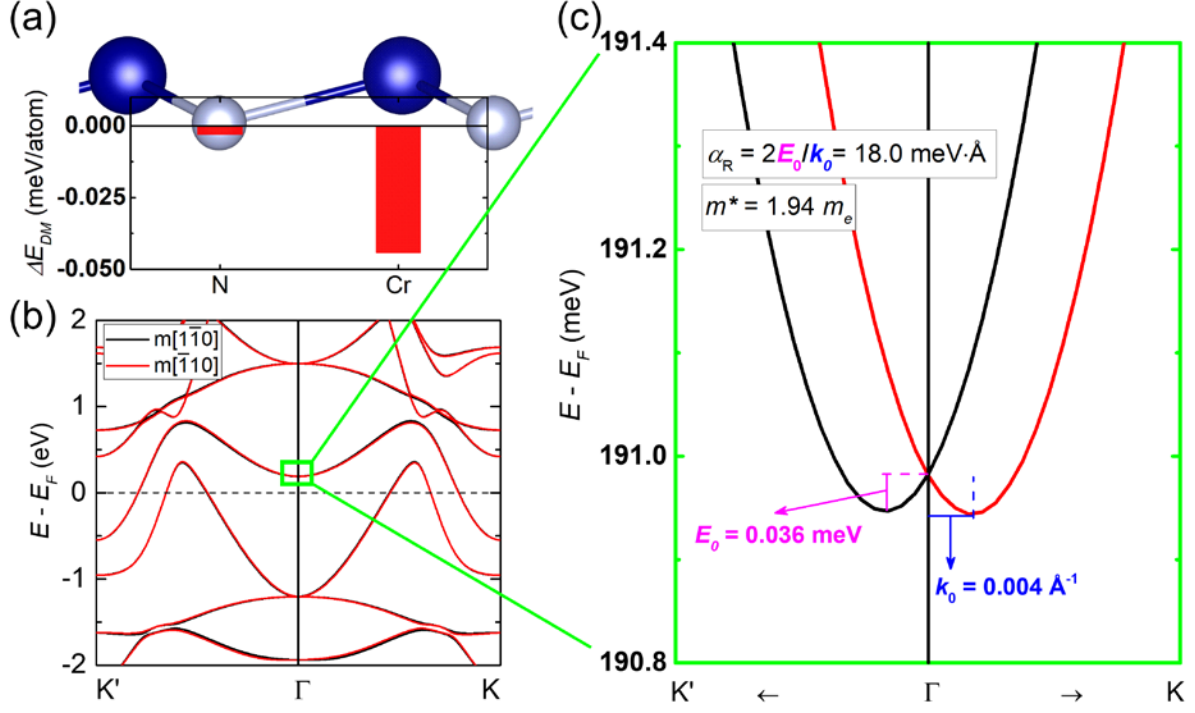 (a)
0.000
-0.025
-0.050
ΔE_DM (meV/atom)
N
Cr
(b)
2
1
0
-1
-2
E - E_F (eV)
m[11̅0]
m[1̅10]
K'
Γ
K
(c)
191.4
191.2
191.0
190.8
E - E_F (meV)
α_R = 2E_0/k_0= 18.0 meV·Å
m* = 1.94 m_e
E_0 = 0.036 meV
k_0 = 0.004 Å⁻¹
K'
←
Γ
→
K